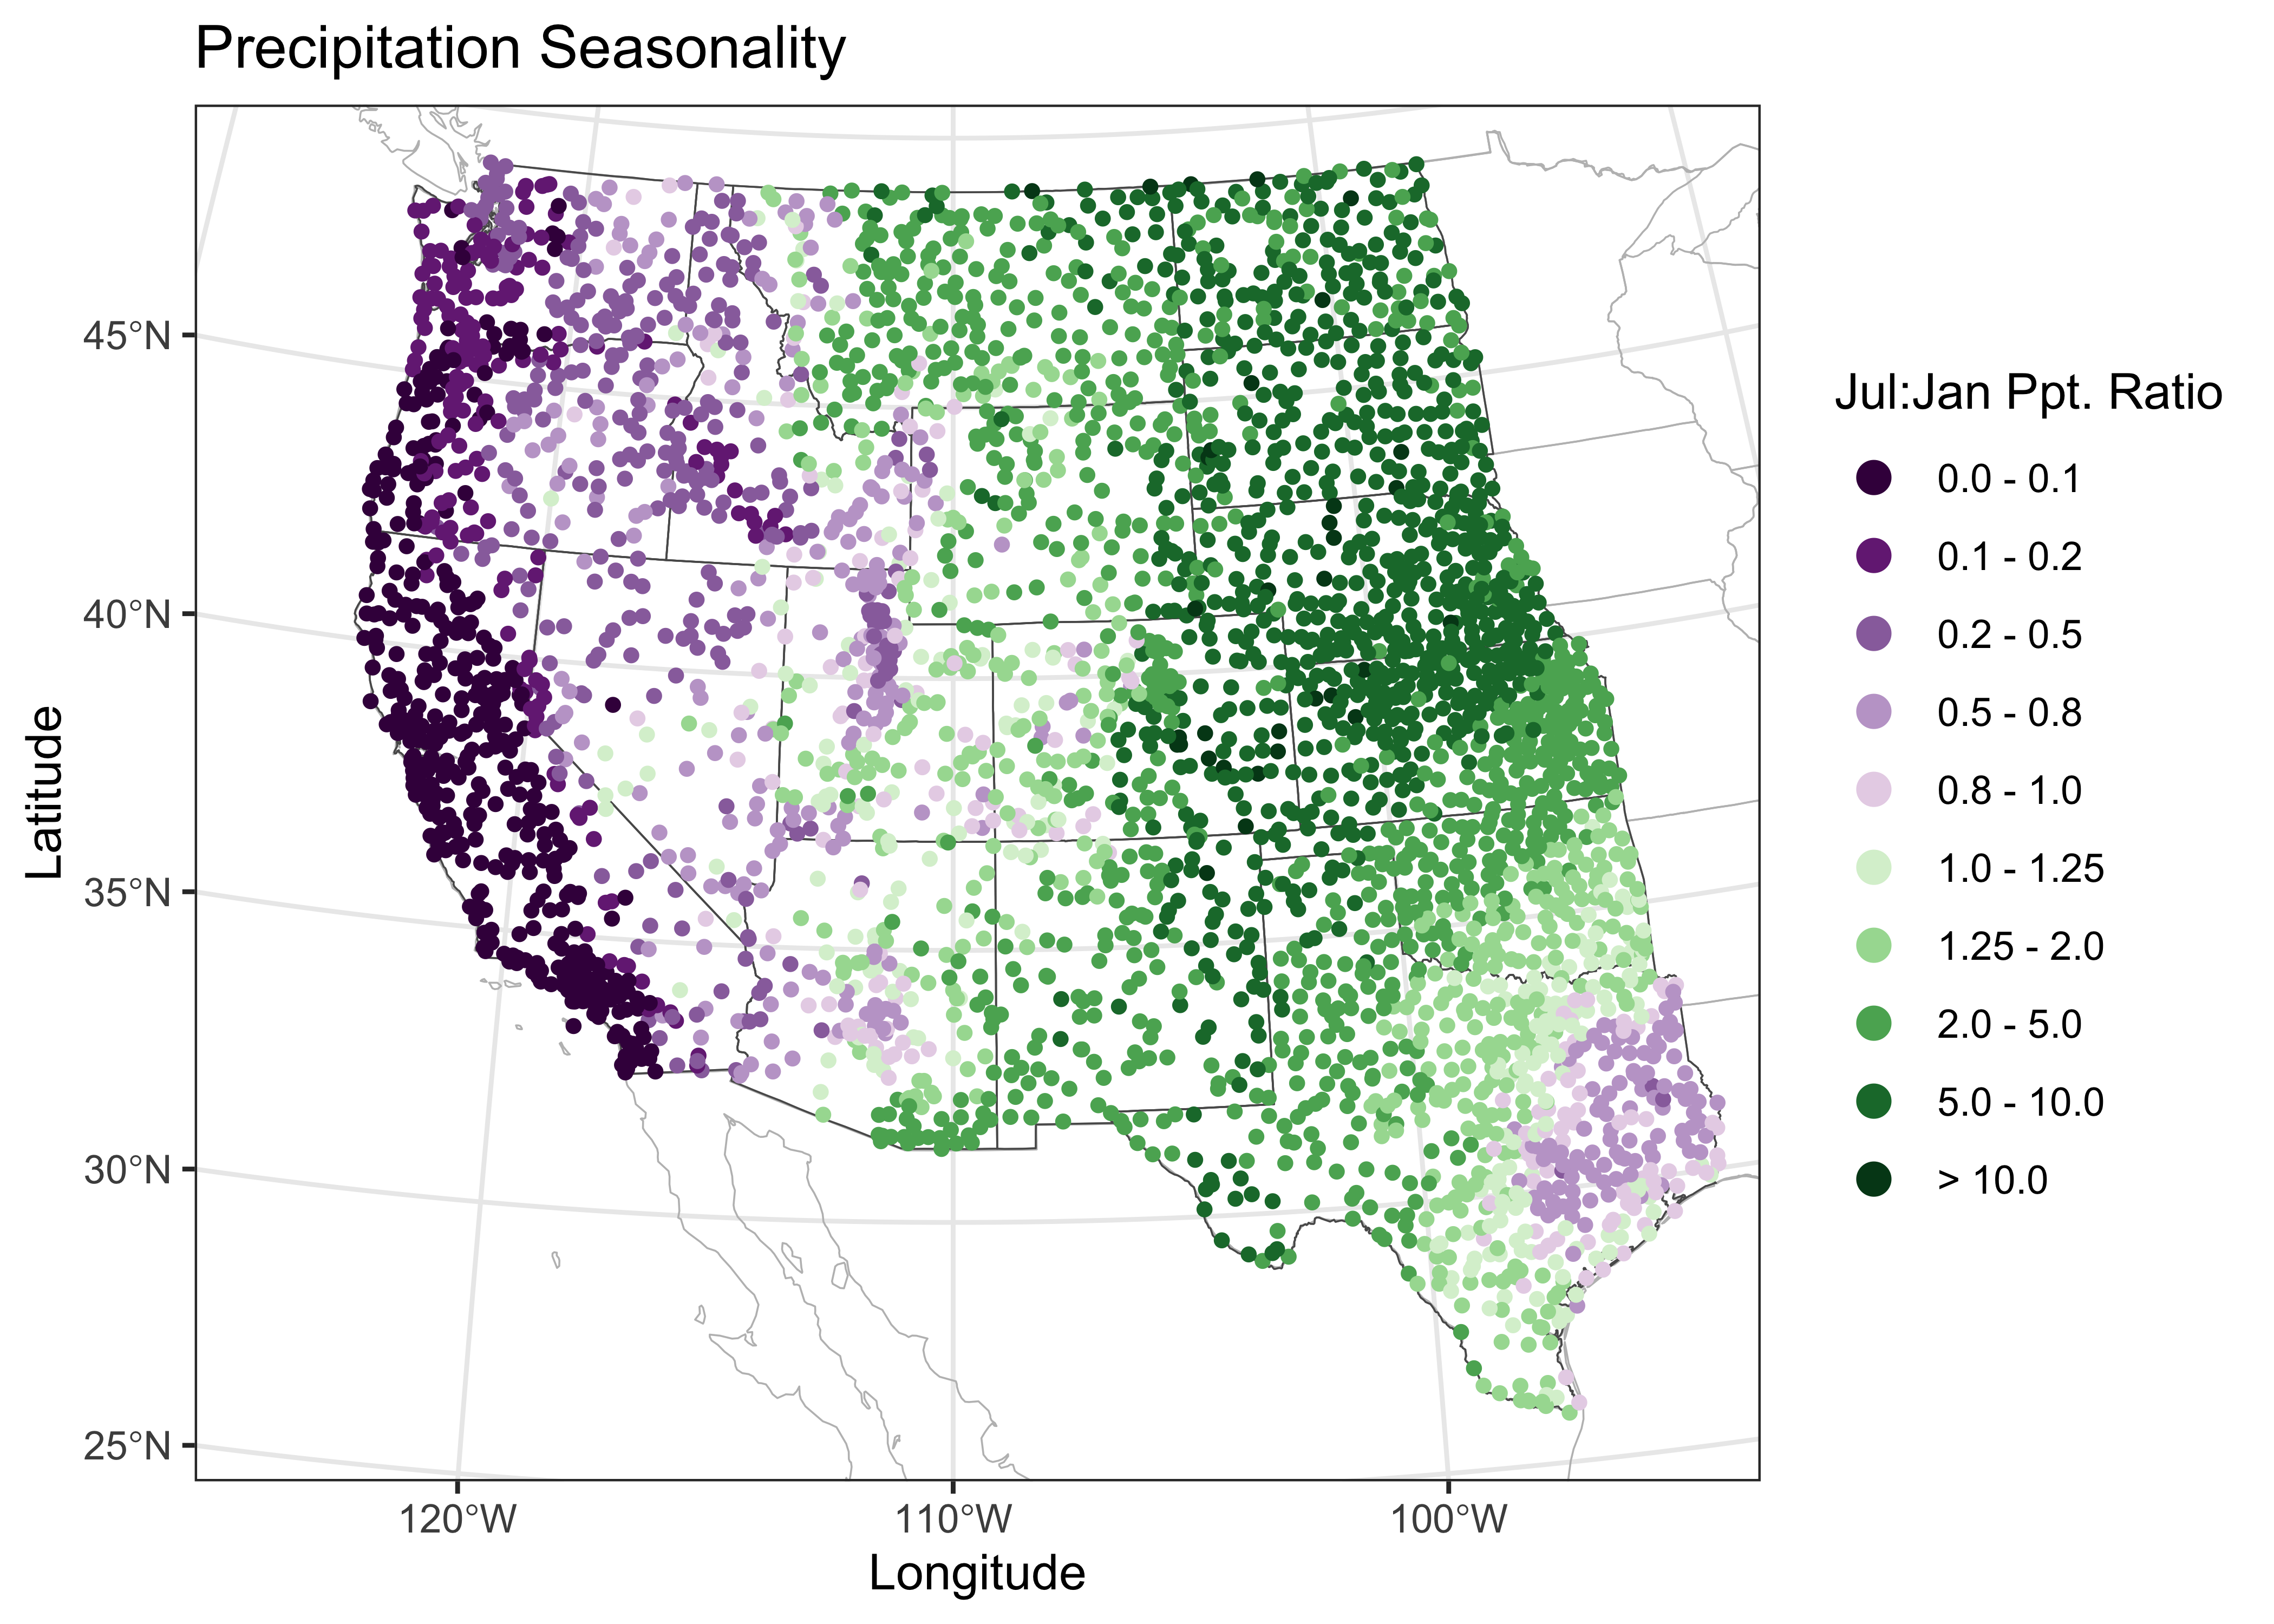 Precipitation Seasonality
45°N
40°N
35°N
30°N
25°N
Latitude
120°W
110°W
100°W
Longitude
Jul:Jan Ppt. Ratio
0.0 - 0.1
0.1 - 0.2
0.2 - 0.5
0.5 - 0.8
0.8 - 1.0
1.0 - 1.25
1.25 - 2.0
2.0 - 5.0
5.0 - 10.0
> 10.0